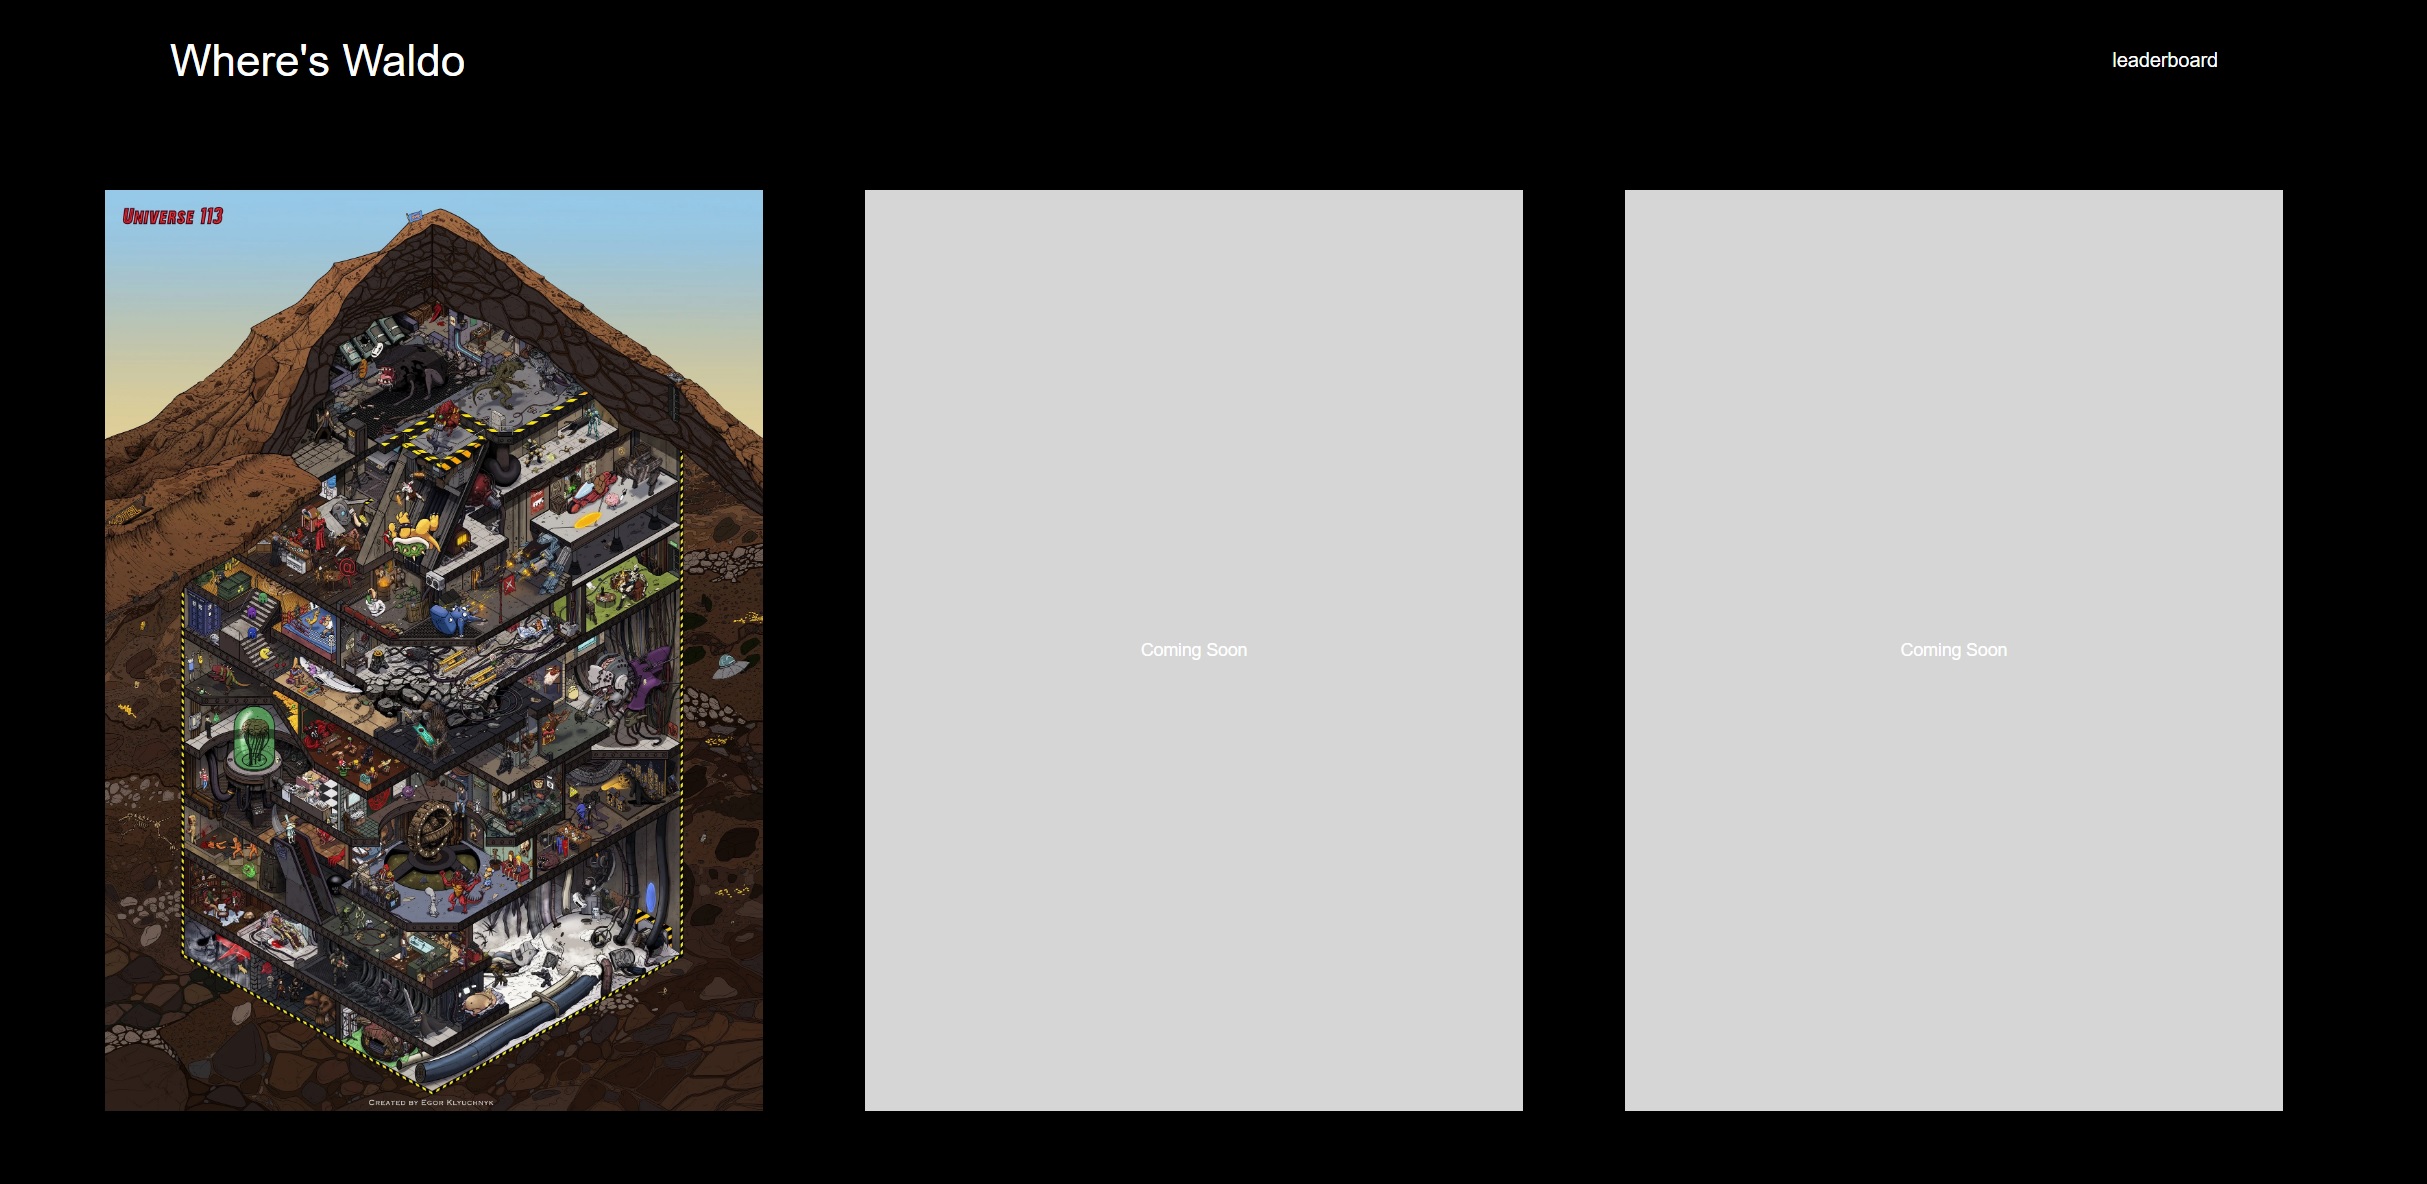 Where's Waldo
leaderboard
Universe 113
Coming Soon
Coming Soon
Created by Egor Klyuchnyk